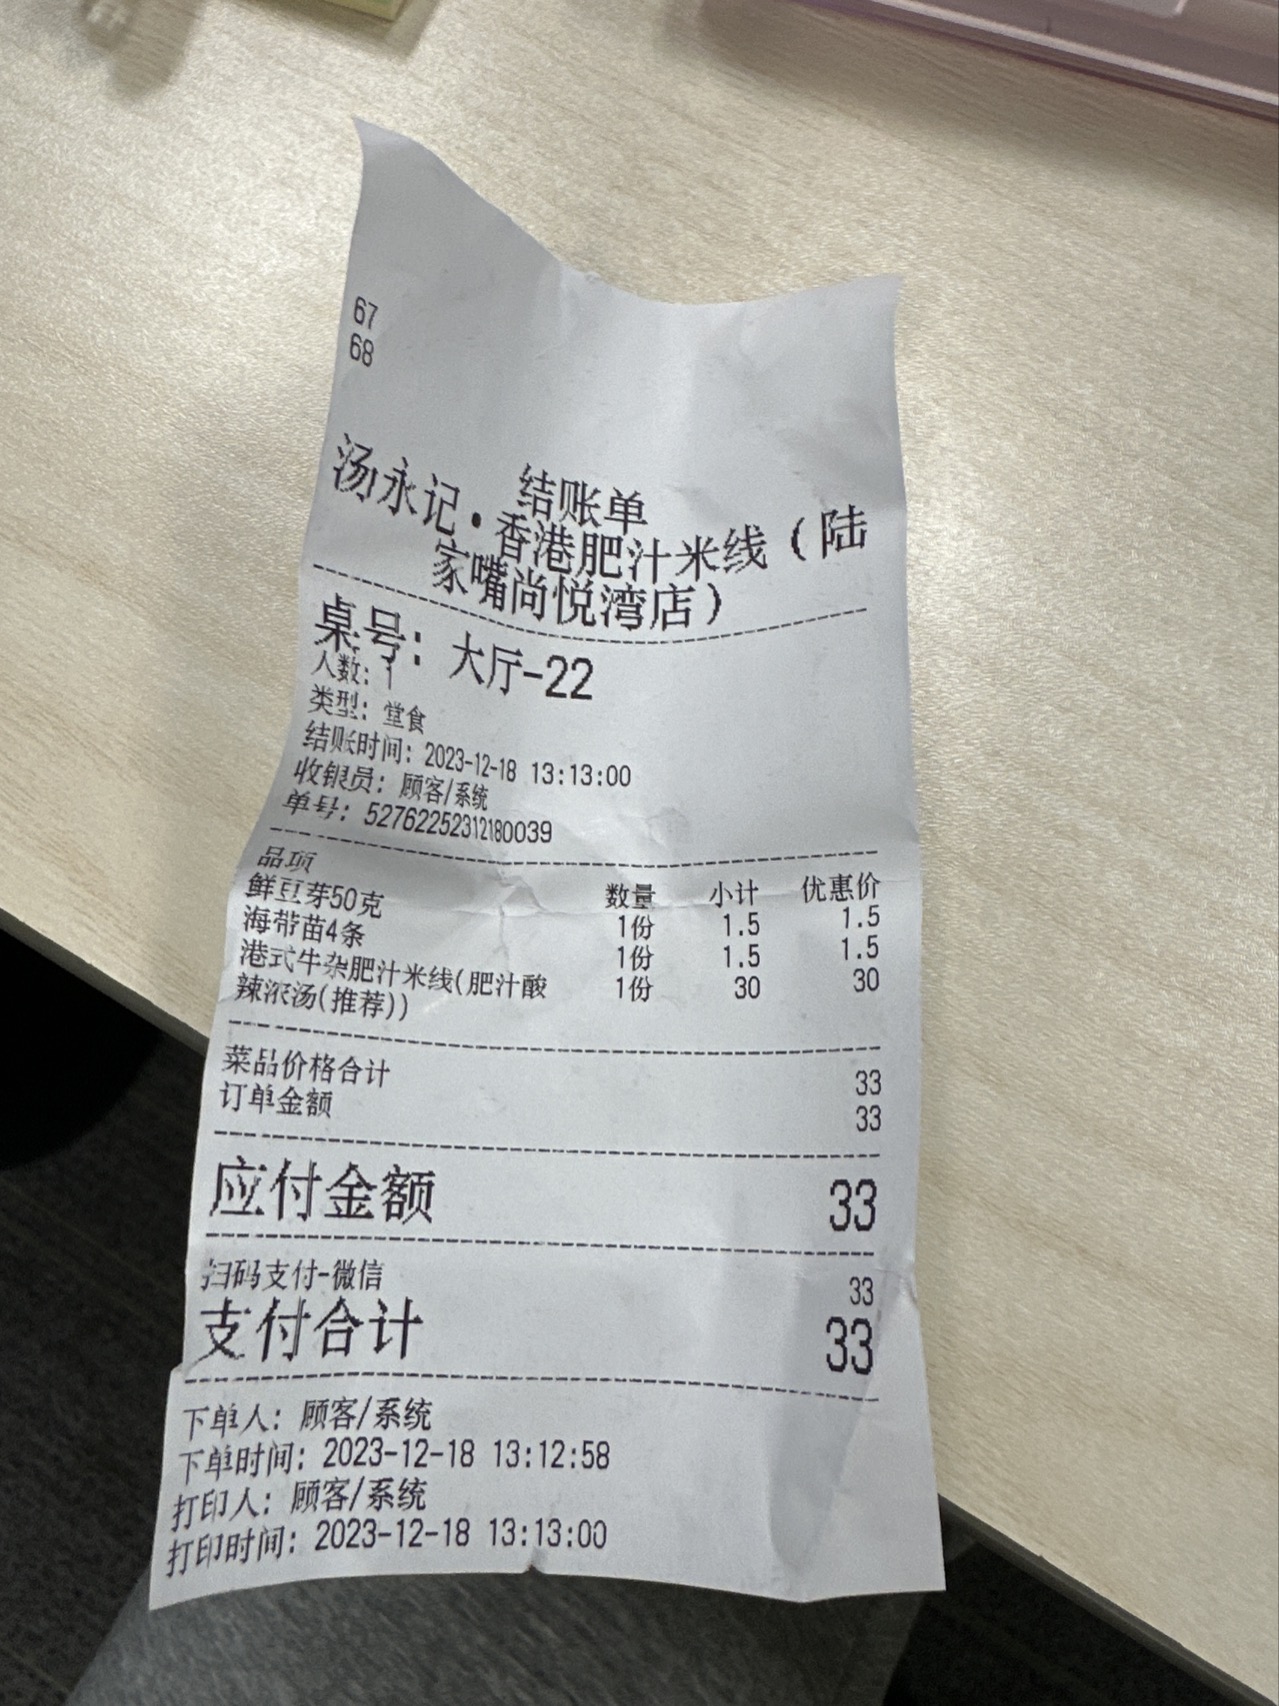 67
68
结账单
汤永记·香港肥汁米线（陆
家嘴尚悦湾店）
桌号：大厅-22
人数：1
类型：堂食
结账时间：2023-12-18 13:13:00
收银员：顾客/系统
单号：52762252312180039
品项 数量 小计 优惠价
鲜豆芽50克 1份 1.5 1.5
海带苗4条 1份 1.5 1.5
港式牛杂肥汁米线(肥汁酸 1份 30 30
辣浓汤(推荐))
菜品价格合计 33
订单金额 33
应付金额 33
扫码支付-微信 33
支付合计 33
下单人：顾客/系统
下单时间：2023-12-18 13:12:58
打印人：顾客/系统
打印时间：2023-12-18 13:13:00